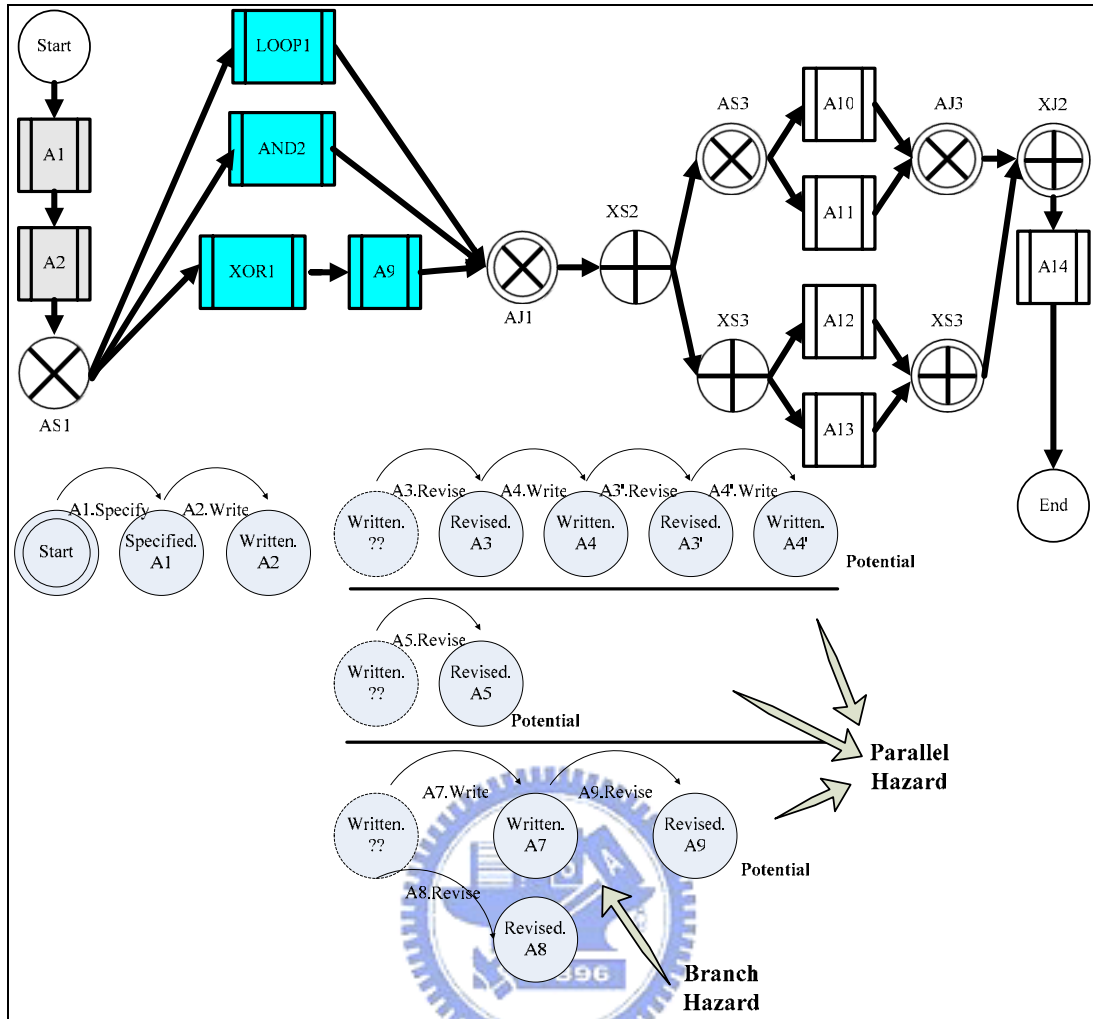 Start
LOOP1
A1
AND2
A2
XOR1
A9
AS1
AJ1
XS2
AS3
A10
A11
AJ3
XJ2
XS3
A12
A13
XS3
A14
End
A1.Specify
A2.Write
Start
Specified.
A1
Written.
A2
A3.Revise
A4.Write
A3'.Revise
A4'.Write
Written.
??
Revised.
A3
Written.
A4
Revised.
A3'
Written.
A4'
Potential
A5.Revise
Written.
??
Revised.
A5
Potential
Parallel
Hazard
A7.Write
A9.Revise
Written.
??
Written.
A7
Revised.
A9
Potential
A8.Revise
Revised.
A8
Branch
Hazard